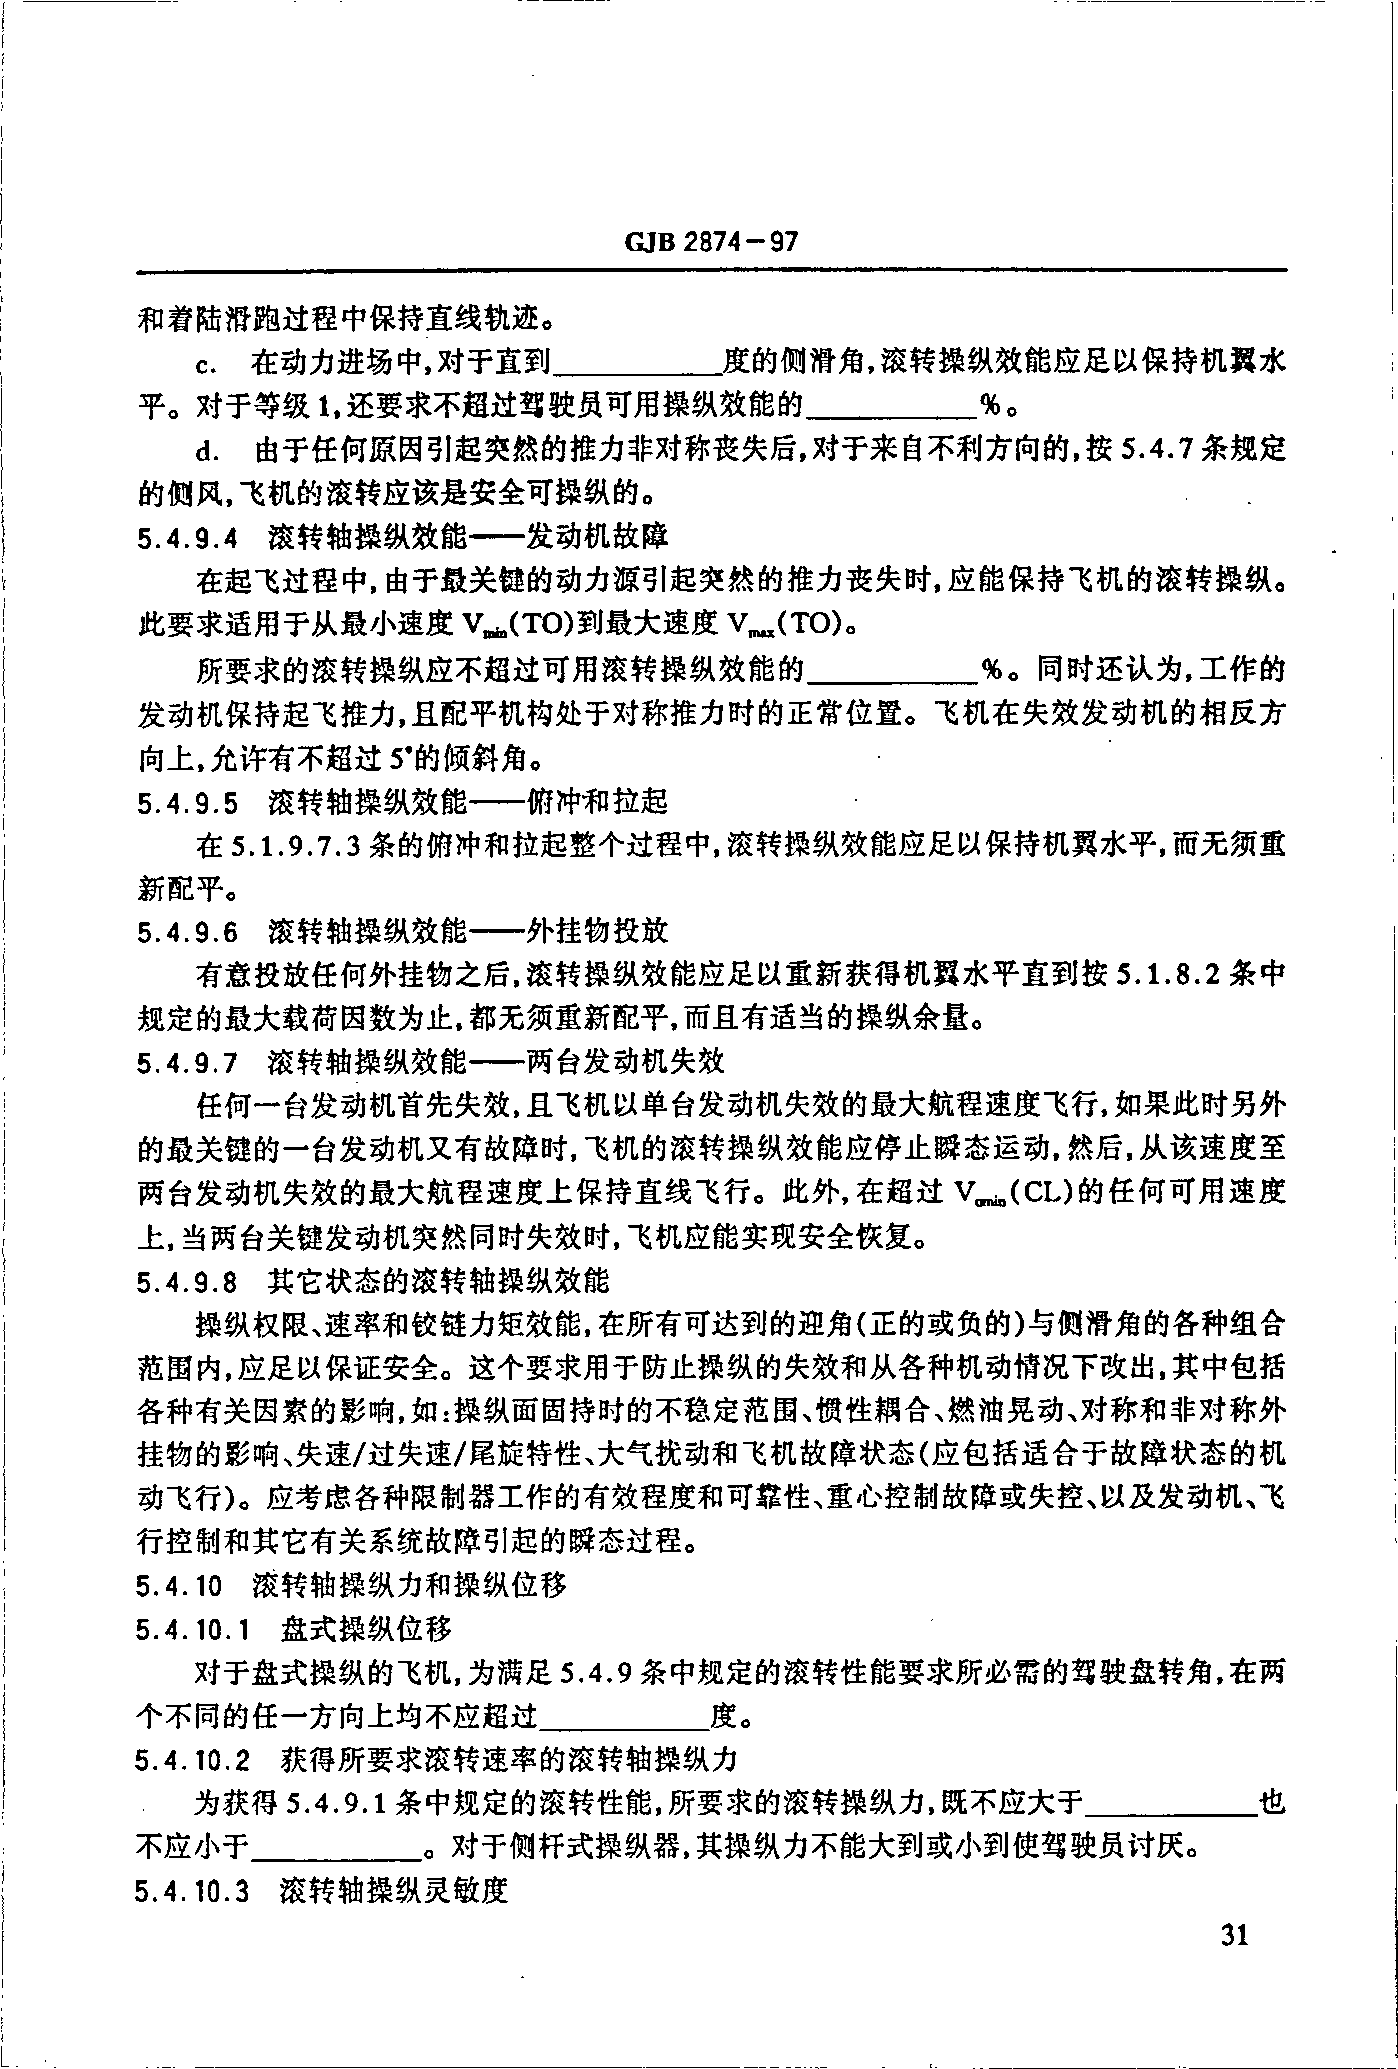 GJB 2874－97
和着陆滑跑过程中保持直线轨迹。
c. 在动力进场中,对于直到____________度的侧滑角,滚转操纵效能应足以保持机翼水
平。对于等级1,还要求不超过驾驶员可用操纵效能的____________%。
d. 由于任何原因引起突然的推力非对称丧失后,对于来自不利方向的,按5.4.7条规定
的侧风,飞机的滚转应该是安全可操纵的。
5.4.9.4 滚转轴操纵效能——发动机故障
在起飞过程中,由于最关键的动力源引起突然的推力丧失时,应能保持飞机的滚转操纵。
此要求适用于从最小速度 Vmin(TO)到最大速度 Vmax(TO)。
所要求的滚转操纵应不超过可用滚转操纵效能的____________%。同时还认为,工作的
发动机保持起飞推力,且配平机构处于对称推力时的正常位置。飞机在失效发动机的相反方
向上,允许有不超过5°的倾斜角。
5.4.9.5 滚转轴操纵效能——俯冲和拉起
在5.1.9.7.3条的俯冲和拉起整个过程中,滚转操纵效能应足以保持机翼水平,而无须重
新配平。
5.4.9.6 滚转轴操纵效能——外挂物投放
有意投放任何外挂物之后,滚转操纵效能应足以重新获得机翼水平直到按5.1.8.2条中
规定的最大载荷因数为止,都无须重新配平,而且有适当的操纵余量。
5.4.9.7 滚转轴操纵效能——两台发动机失效
任何一台发动机首先失效,且飞机以单台发动机失效的最大航程速度飞行,如果此时另外
的最关键的一台发动机又有故障时,飞机的滚转操纵效能应停止瞬态运动,然后,从该速度至
两台发动机失效的最大航程速度上保持直线飞行。此外,在超过 Vomin(CL)的任何可用速度
上,当两台关键发动机突然同时失效时,飞机应能实现安全恢复。
5.4.9.8 其它状态的滚转轴操纵效能
操纵权限、速率和铰链力矩效能,在所有可达到的迎角(正的或负的)与侧滑角的各种组合
范围内,应足以保证安全。这个要求用于防止操纵的失效和从各种机动情况下改出,其中包括
各种有关因素的影响,如:操纵面固持时的不稳定范围、惯性耦合、燃油晃动、对称和非对称外
挂物的影响、失速/过失速/尾旋特性、大气扰动和飞机故障状态(应包括适合于故障状态的机
动飞行)。应考虑各种限制器工作的有效程度和可靠性、重心控制故障或失控、以及发动机、飞
行控制和其它有关系统故障引起的瞬态过程。
5.4.10 滚转轴操纵力和操纵位移
5.4.10.1 盘式操纵位移
对于盘式操纵的飞机,为满足5.4.9条中规定的滚转性能要求所必需的驾驶盘转角,在两
个不同的任一方向上均不应超过____________度。
5.4.10.2 获得所要求滚转速率的滚转轴操纵力
为获得5.4.9.1条中规定的滚转性能,所要求的滚转操纵力,既不应大于____________也
不应小于____________。对于侧杆式操纵器,其操纵力不能大到或小到使驾驶员讨厌。
5.4.10.3 滚转轴操纵灵敏度
31